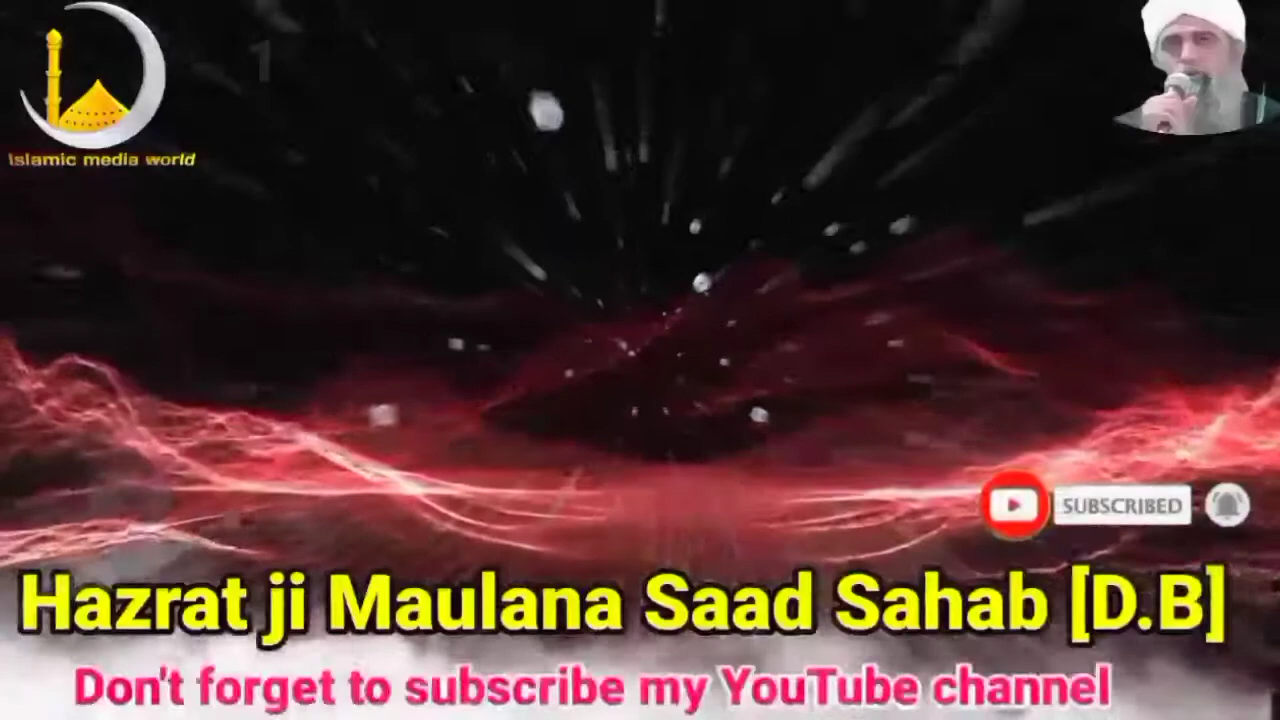 Islamic media world
SUBSCRIBED
Hazrat ji Maulana Saad Sahab [D.B]
Don't forget to subscribe my YouTube channel